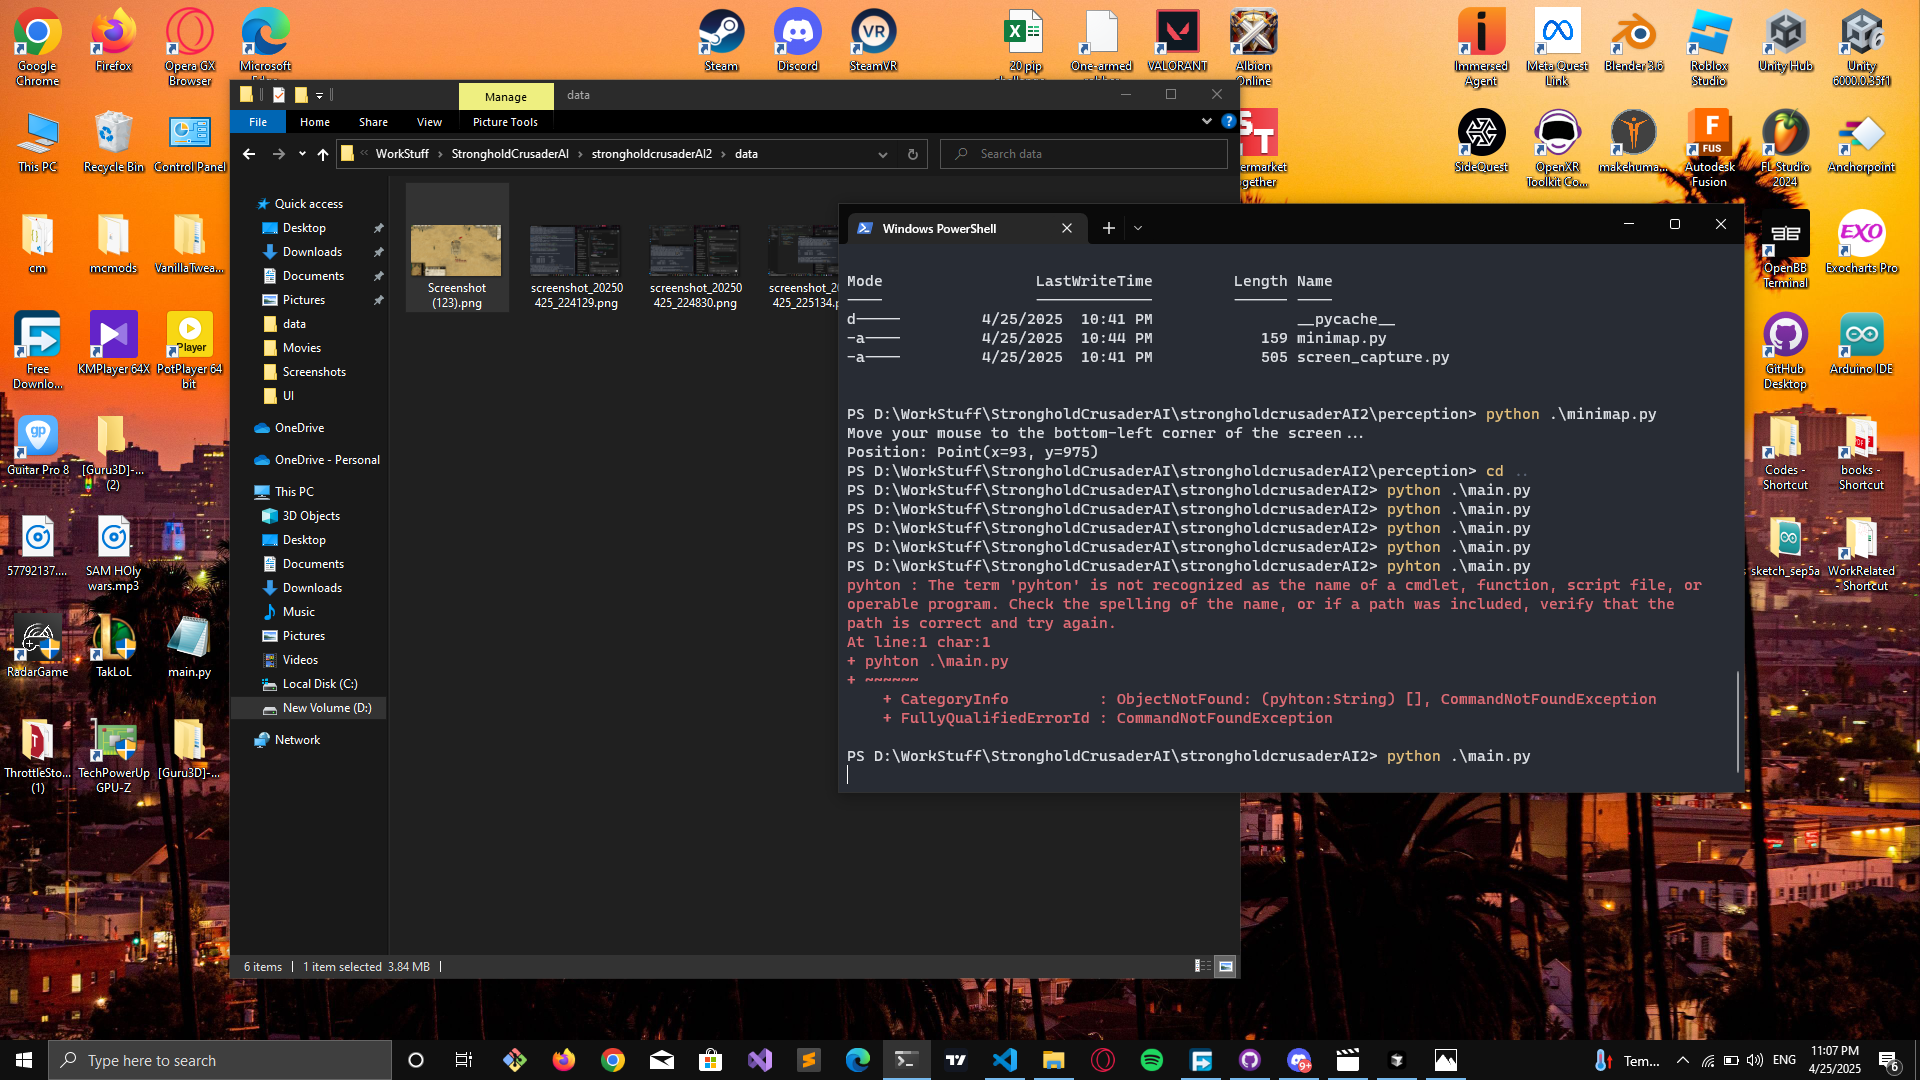 Google
Chrome
Firefox
Opera GX
Browser
Microsoft
Steam
Discord
SteamVR
20 pip
One-armed
VALORANT
Albion
Online
Immersed
Agent
Meta Quest
Link
Blender 3.6
Roblox
Studio
Unity Hub
Unity
6000.0.35f1
Manage
data
File
Home
Share
View
Picture Tools
This PC
Recycle Bin
Control Panel
WorkStuff
StrongholdCrusaderAI
strongholdcrusaderAI2
data
Search data
SideQuest
OpenXR
Toolkit Co...
makehuma...
Autodesk
Fusion
FL Studio
2024
Anchorpoint
Quick access
Desktop
Downloads
Documents
Pictures
data
Movies
Screenshots
UI
OneDrive
OneDrive - Personal
This PC
3D Objects
Desktop
Documents
Downloads
Music
Pictures
Videos
Local Disk (C:)
New Volume (D:)
Network
Screenshot
(123).png
screenshot_20250
425_224129.png
screenshot_20250
425_224830.png
425_225134.p
Windows PowerShell
Mode LastWriteTime Length Name
d----- 4/25/2025 10:41 PM __pycache__
-a---- 4/25/2025 10:44 PM 159 minimap.py
-a---- 4/25/2025 10:41 PM 505 screen_capture.py
PS D:\WorkStuff\StrongholdCrusaderAI\strongholdcrusaderAI2\perception> python .\minimap.py
Move your mouse to the bottom-left corner of the screen...
Position: Point(x=93, y=975)
PS D:\WorkStuff\StrongholdCrusaderAI\strongholdcrusaderAI2\perception> cd ..
PS D:\WorkStuff\StrongholdCrusaderAI\strongholdcrusaderAI2> python .\main.py
PS D:\WorkStuff\StrongholdCrusaderAI\strongholdcrusaderAI2> python .\main.py
PS D:\WorkStuff\StrongholdCrusaderAI\strongholdcrusaderAI2> python .\main.py
PS D:\WorkStuff\StrongholdCrusaderAI\strongholdcrusaderAI2> python .\main.py
PS D:\WorkStuff\StrongholdCrusaderAI\strongholdcrusaderAI2> pyhton .\main.py
pyhton : The term 'pyhton' is not recognized as the name of a cmdlet, function, script file, or
operable program. Check the spelling of the name, or if a path was included, verify that the
path is correct and try again.
At line:1 char:1
+ pyhton .\main.py
+ ~~~~~~
+ CategoryInfo : ObjectNotFound: (pyhton:String) [], CommandNotFoundException
+ FullyQualifiedErrorId : CommandNotFoundException
PS D:\WorkStuff\StrongholdCrusaderAI\strongholdcrusaderAI2> python .\main.py
6 items
1 item selected 3.84 MB
cm
mcmods
VanillaTwea...
Free
Downlo...
KMPlayer 64X
PotPlayer 64
bit
Guitar Pro 8
[Guru3D]-...
(2)
57792137....
SAM HOly
wars.mp3
RadarGame
TakLoL
main.py
ThrottleSto...
(1)
TechPowerUp
GPU-Z
[Guru3D]-...
OpenBB
Terminal
EXO
Exocharts Pro
GitHub
Desktop
Arduino IDE
Codes -
Shortcut
books -
Shortcut
sketch_sep5a
WorkRelated
- Shortcut
Type here to search
Tem...
ENG
11:07 PM
4/25/2025
6